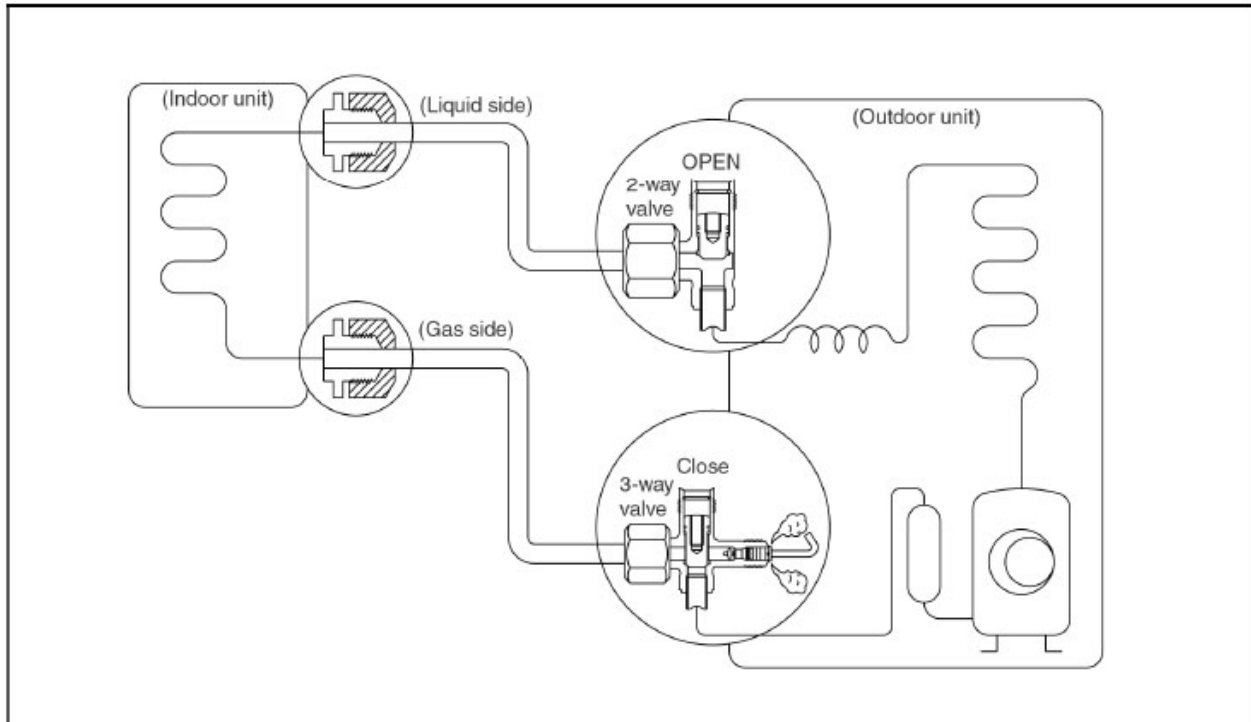 (Indoor unit)
(Liquid side)
(Outdoor unit)
OPEN
2-way
valve
(Gas side)
Close
3-way
valve